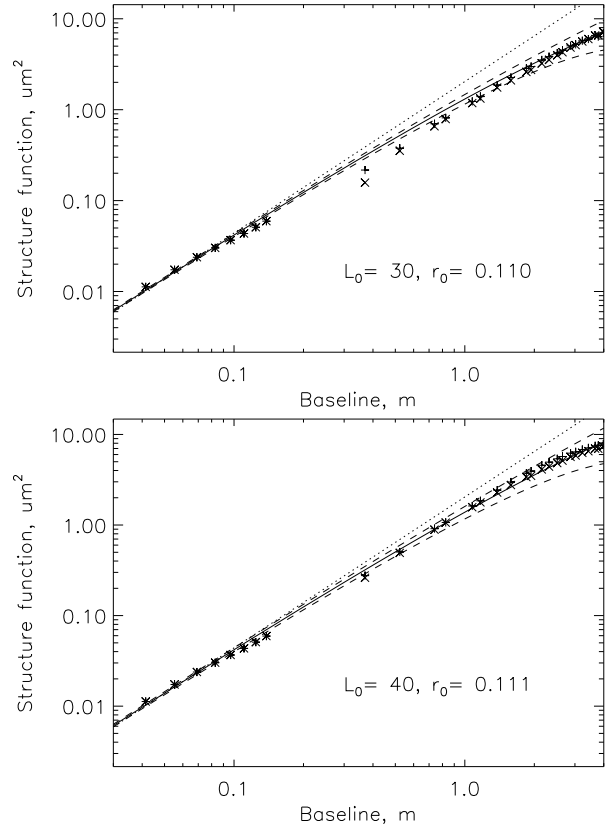 10.00
1.00
0.10
0.01
Structure function, um²
L₀= 30, r₀= 0.110
0.1 1.0
Baseline, m
10.00
1.00
0.10
0.01
Structure function, um²
L₀= 40, r₀= 0.111
0.1 1.0
Baseline, m